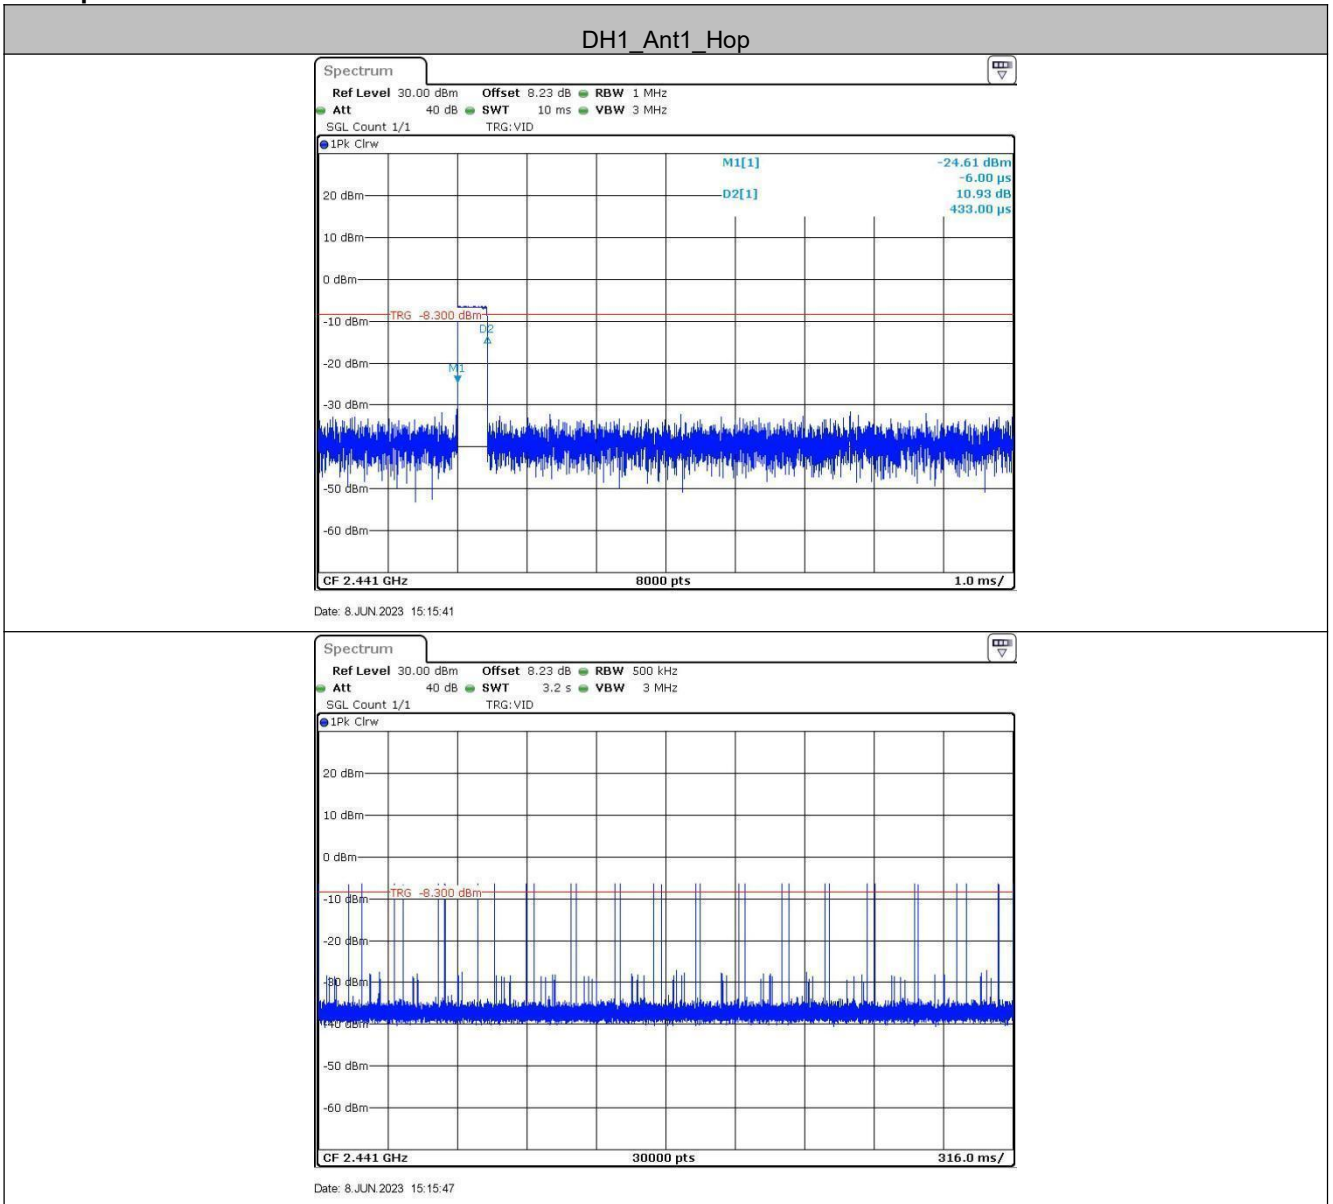 DH1_Ant1_Hop
Spectrum
Ref Level 30.00 dBm Offset 8.23 dB RBW 1 MHz
Att 40 dB SWT 10 ms VBW 3 MHz
SGL Count 1/1 TRG:VID
1Pk Clrw
M1[1] -24.61 dBm
-6.00 µs
20 dBm D2[1] 10.93 dB
433.00 µs
10 dBm
0 dBm
TRG -8.300 dBm
-10 dBm
D2
-20 dBm
M1
-30 dBm
-50 dBm
-60 dBm
CF 2.441 GHz 8000 pts 1.0 ms/
Date: 8.JUN.2023 15:15:41
Spectrum
Ref Level 30.00 dBm Offset 8.23 dB RBW 500 kHz
Att 40 dB SWT 3.2 s VBW 3 MHz
SGL Count 1/1 TRG:VID
1Pk Clrw
20 dBm
10 dBm
0 dBm
TRG -8.300 dBm
-10 dBm
-20 dBm
-30 dBm
-40 dBm
-50 dBm
-60 dBm
CF 2.441 GHz 30000 pts 316.0 ms/
Date: 8.JUN.2023 15:15:47